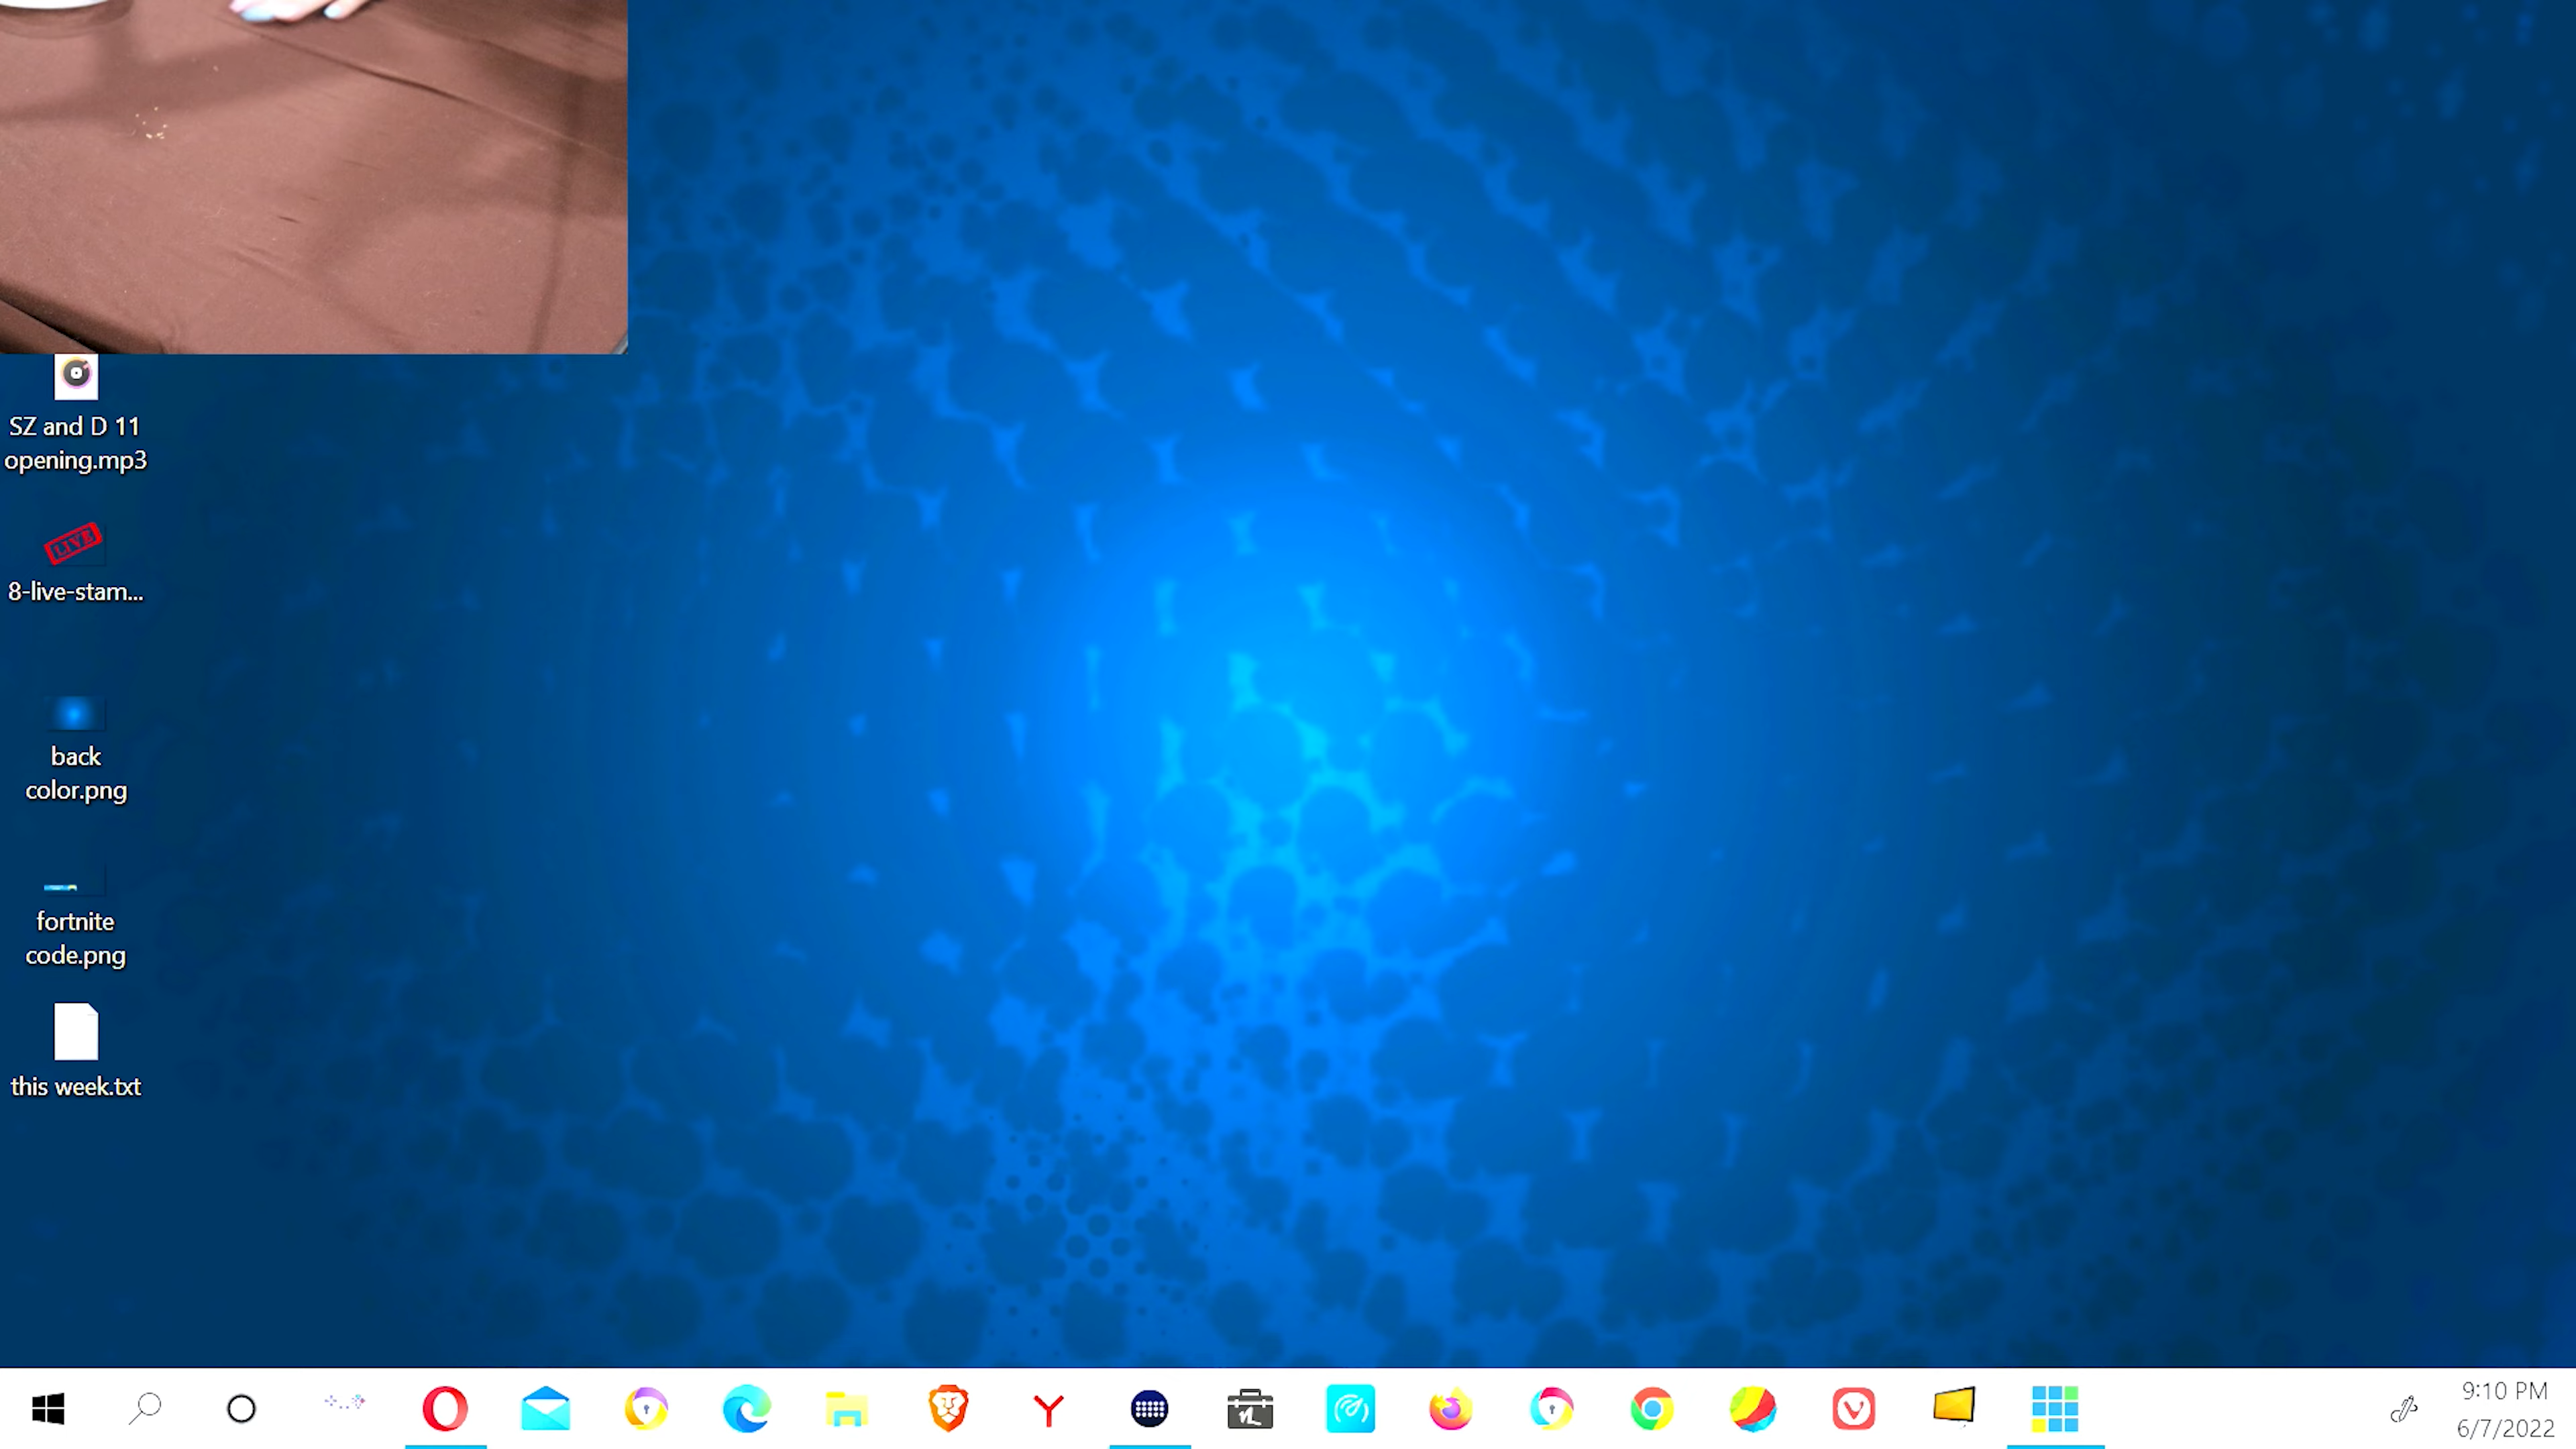 SZ and D 11
opening.mp3
LIVE
8-live-stam...
back
color.png
fortnite
code.png
this week.txt
9:10 PM
6/7/2022